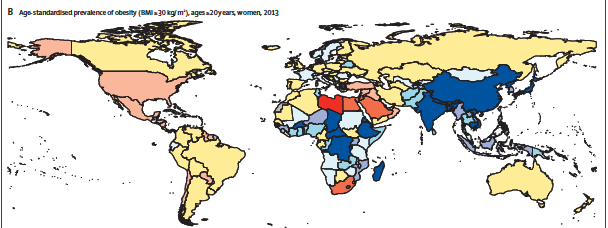 B Age-standardised prevalence of obesity (BMI ≥30 kg/m²), ages ≥20 years, women, 2013